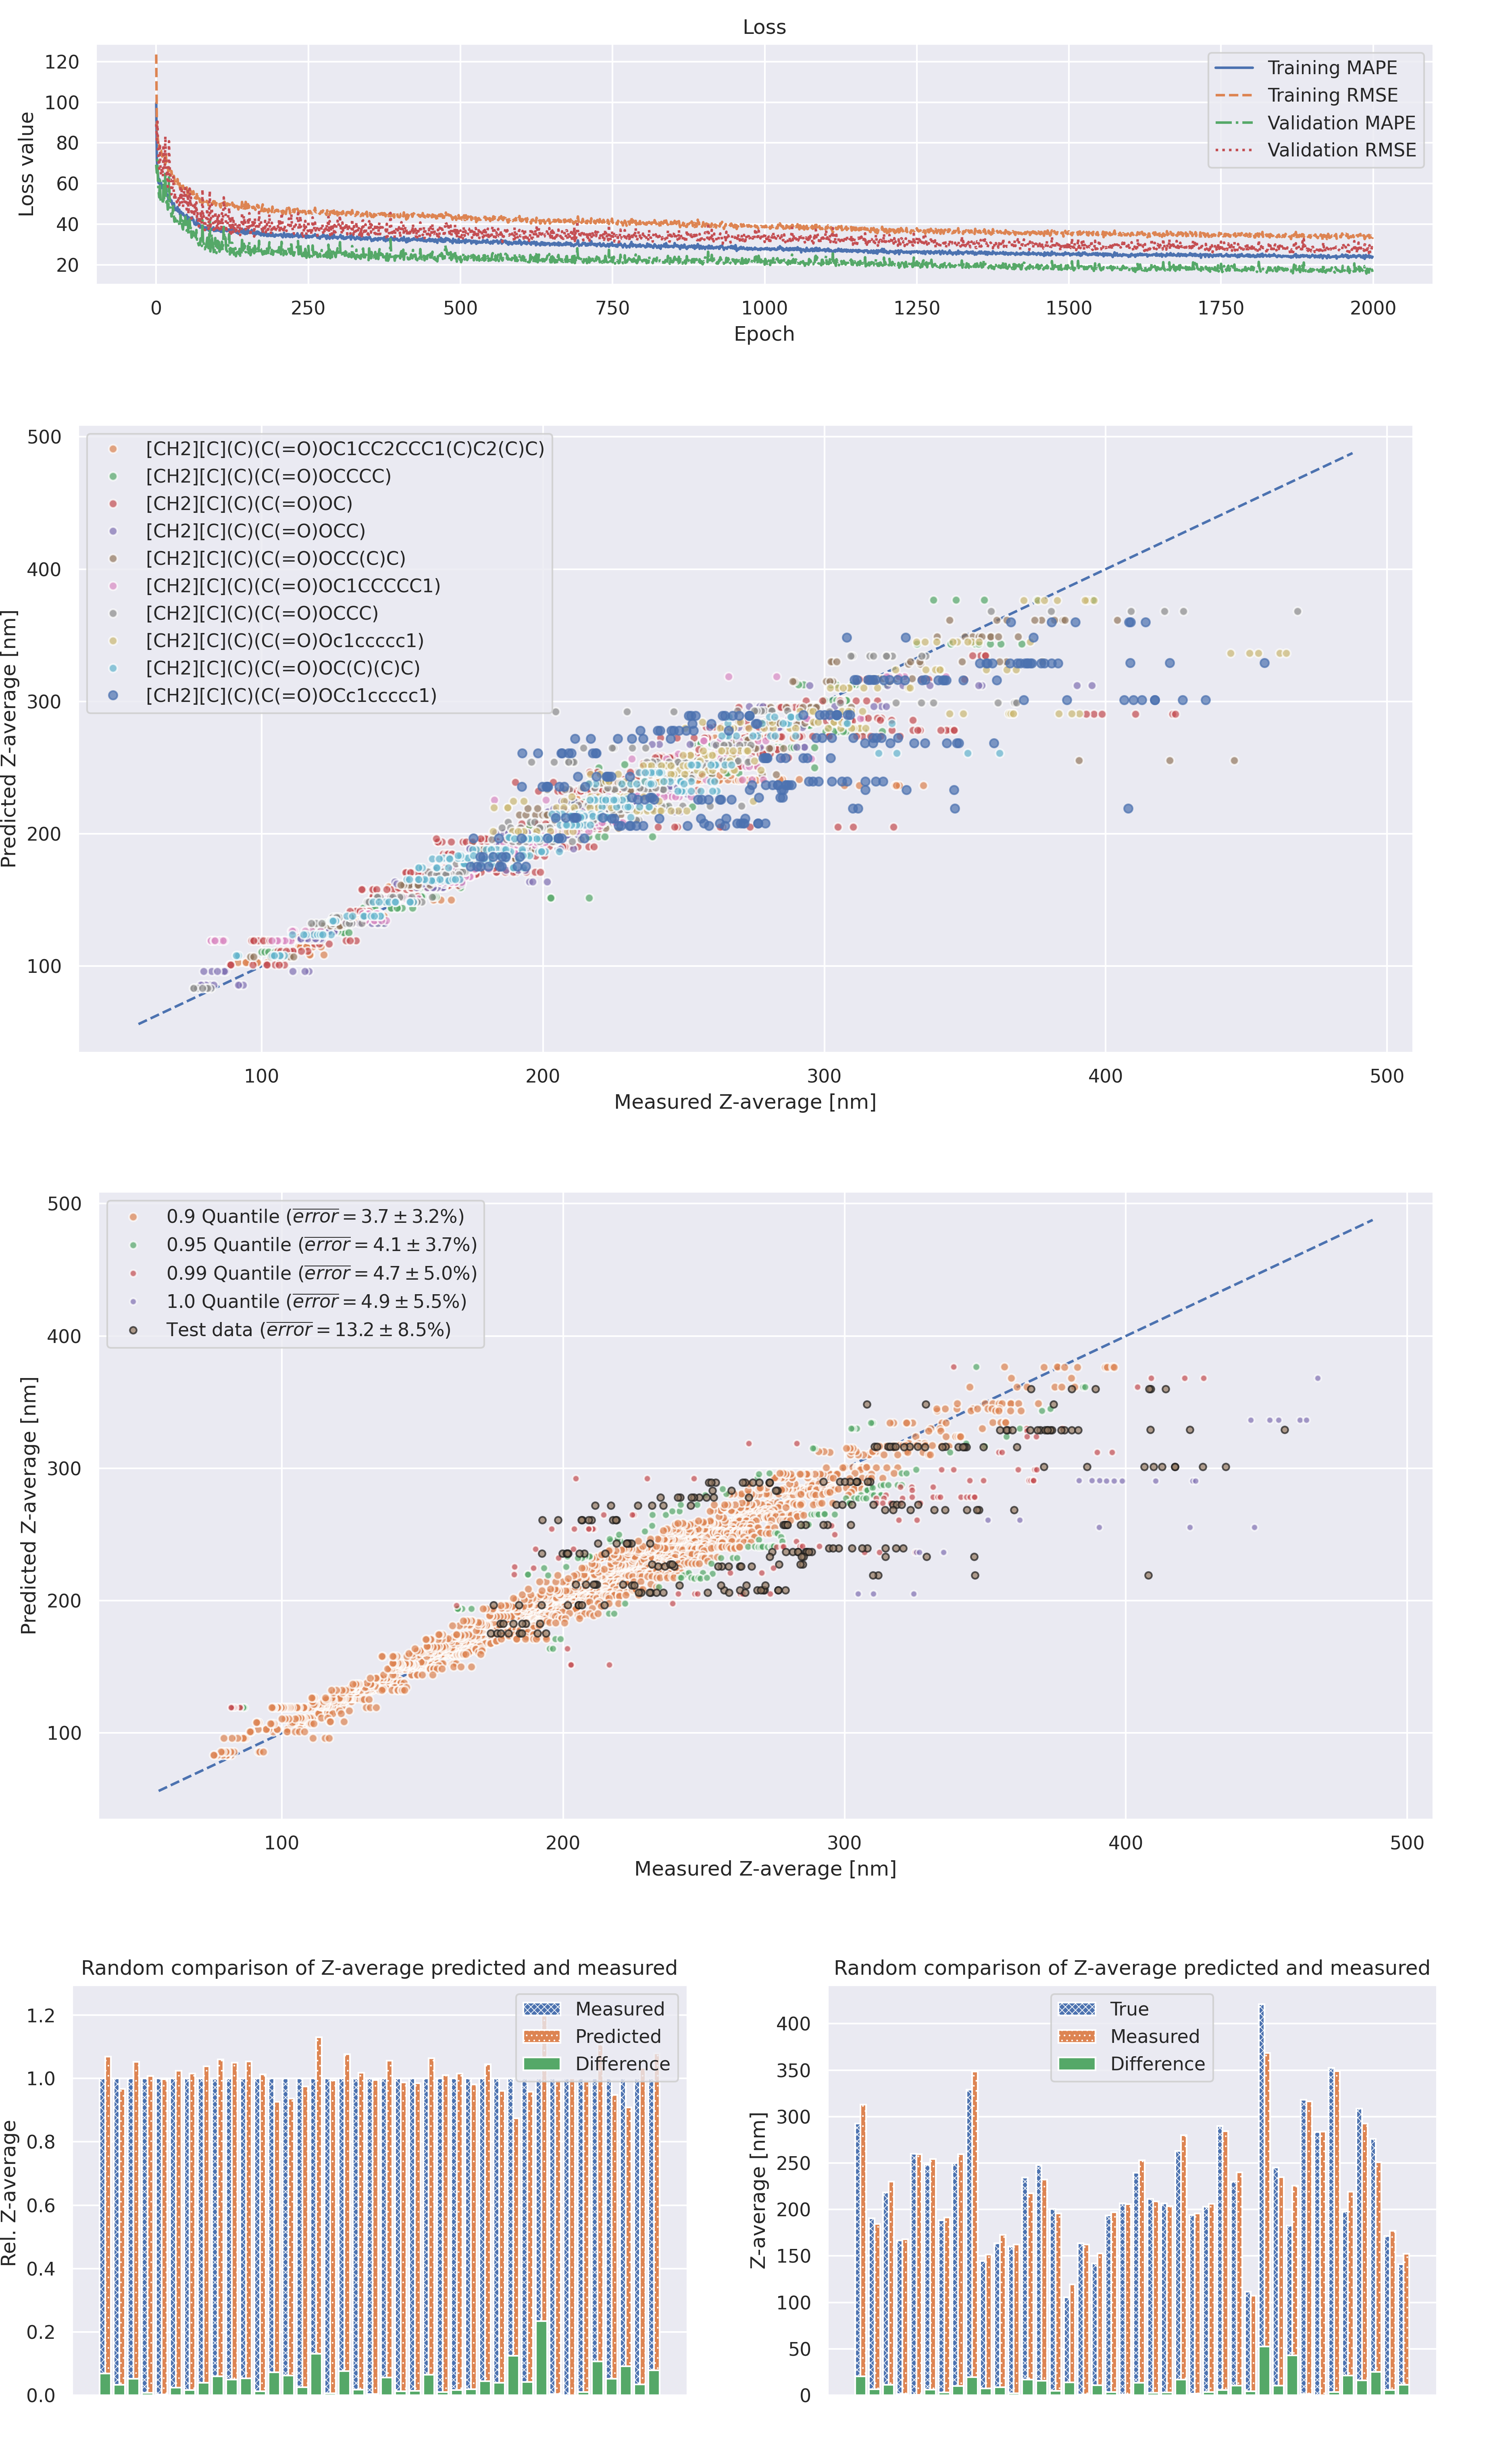 Loss
120
100
80
60
40
20
Loss value
Training MAPE
Training RMSE
Validation MAPE
Validation RMSE
0 250 500 750 1000 1250 1500 1750 2000
Epoch
500
400
300
200
100
Predicted Z-average [nm]
[CH2][C](C)(C(=O)OC1CC2CCC1(C)C2(C)C)
[CH2][C](C)(C(=O)OCCCC)
[CH2][C](C)(C(=O)OC)
[CH2][C](C)(C(=O)OCC)
[CH2][C](C)(C(=O)OCC(C)C)
[CH2][C](C)(C(=O)OC1CCCCC1)
[CH2][C](C)(C(=O)OCCC)
[CH2][C](C)(C(=O)Oc1ccccc1)
[CH2][C](C)(C(=O)OC(C)(C)C)
[CH2][C](C)(C(=O)OCc1ccccc1)
100 200 300 400 500
Measured Z-average [nm]
500
400
300
200
100
Predicted Z-average [nm]
0.9 Quantile (error = 3.7 ± 3.2%)
0.95 Quantile (error = 4.1 ± 3.7%)
0.99 Quantile (error = 4.7 ± 5.0%)
1.0 Quantile (error = 4.9 ± 5.5%)
Test data (error = 13.2 ± 8.5%)
100 200 300 400 500
Measured Z-average [nm]
Random comparison of Z-average predicted and measured
1.2
1.0
0.8
0.6
0.4
0.2
0.0
Rel. Z-average
Measured
Predicted
Difference
Random comparison of Z-average predicted and measured
400
350
300
250
200
150
100
50
0
Z-average [nm]
True
Measured
Difference